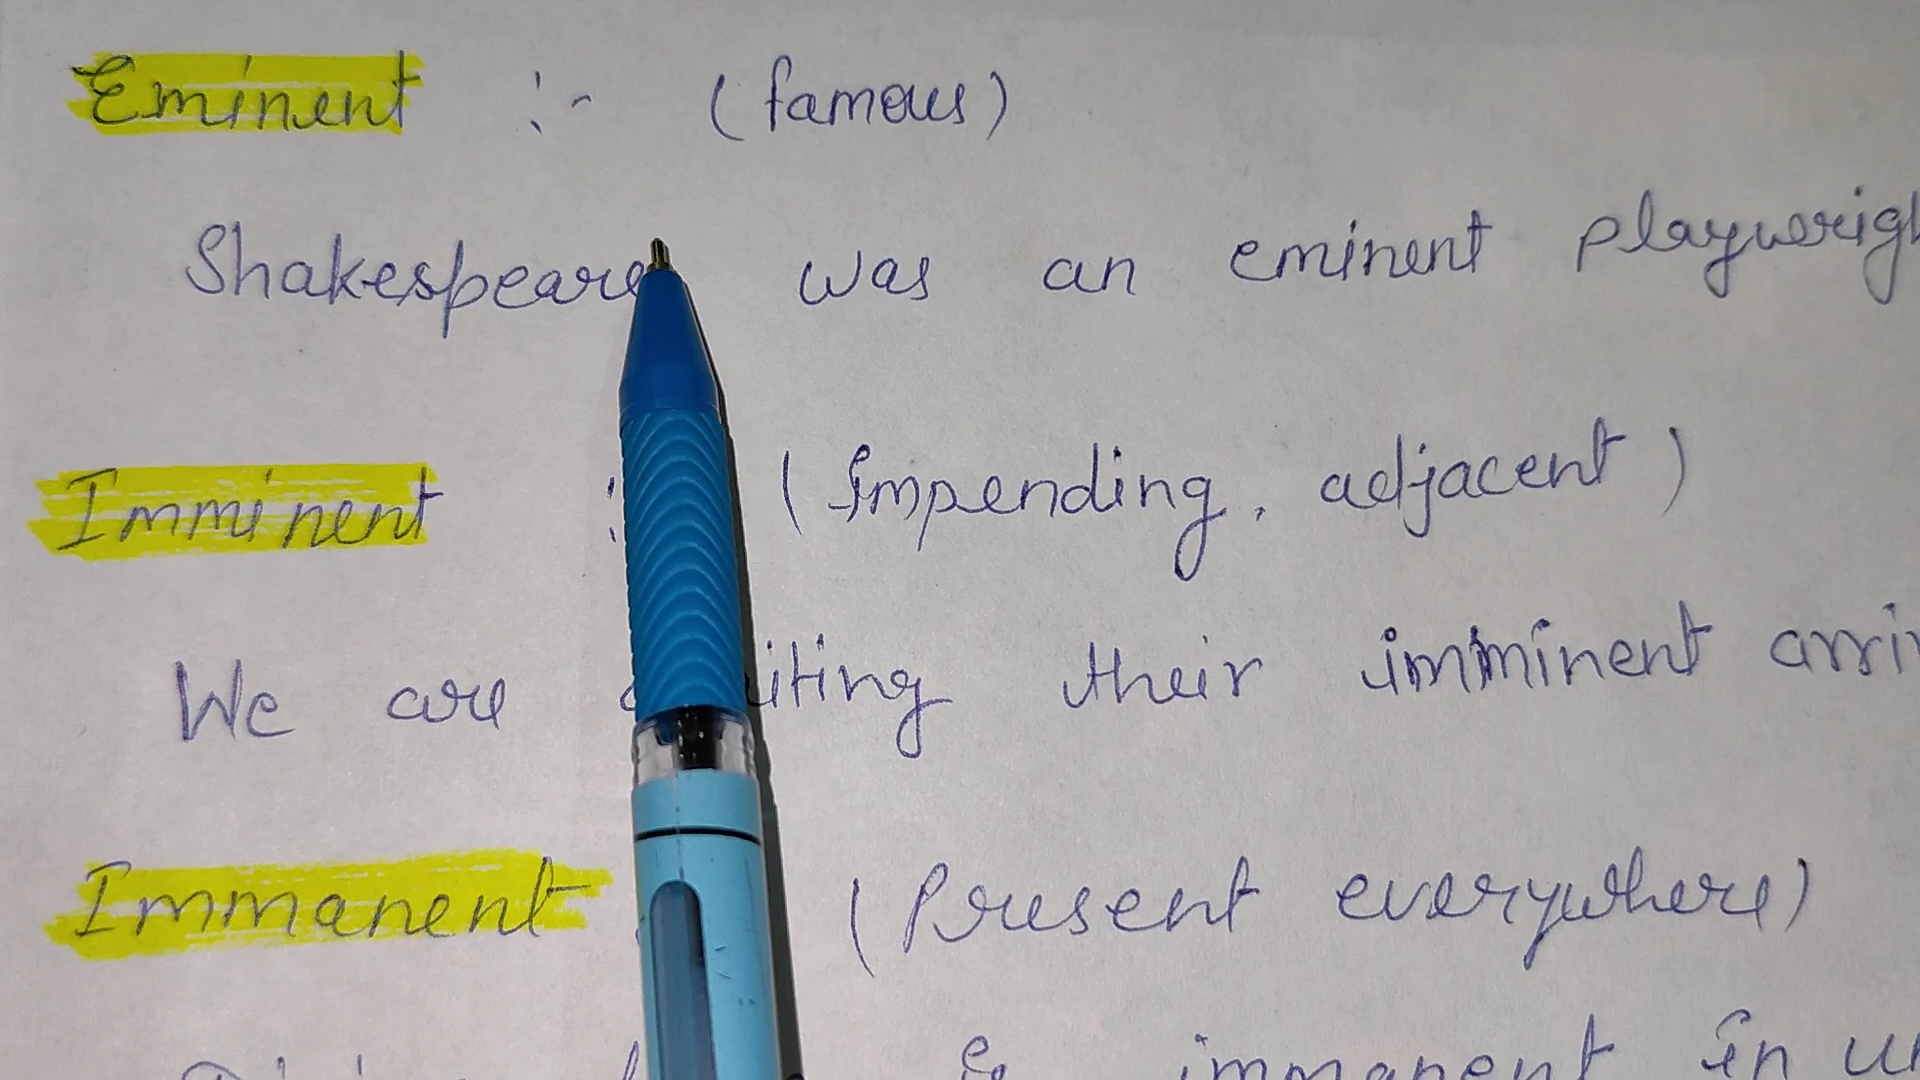 Eminent :- (famous)
Shakespeare was an eminent playwrigh
Imminent : (Impending, adjacent)
We are their imminent arri
Immanent : (Present everywhere)
immanent in